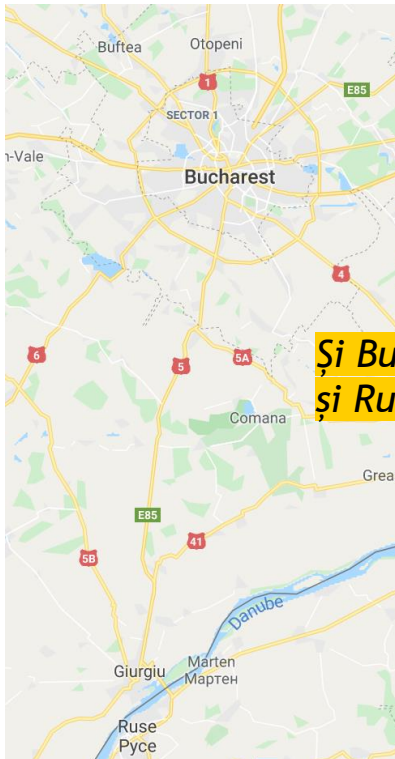 Buftea
Otopeni
1
E85
SECTOR 1
-Vale
Bucharest
4
6
5
5A
Și Bu
și Ru
Comana
Grea
E85
41
5B
Danube
Giurgiu
Marten
Мартен
Ruse
Русе